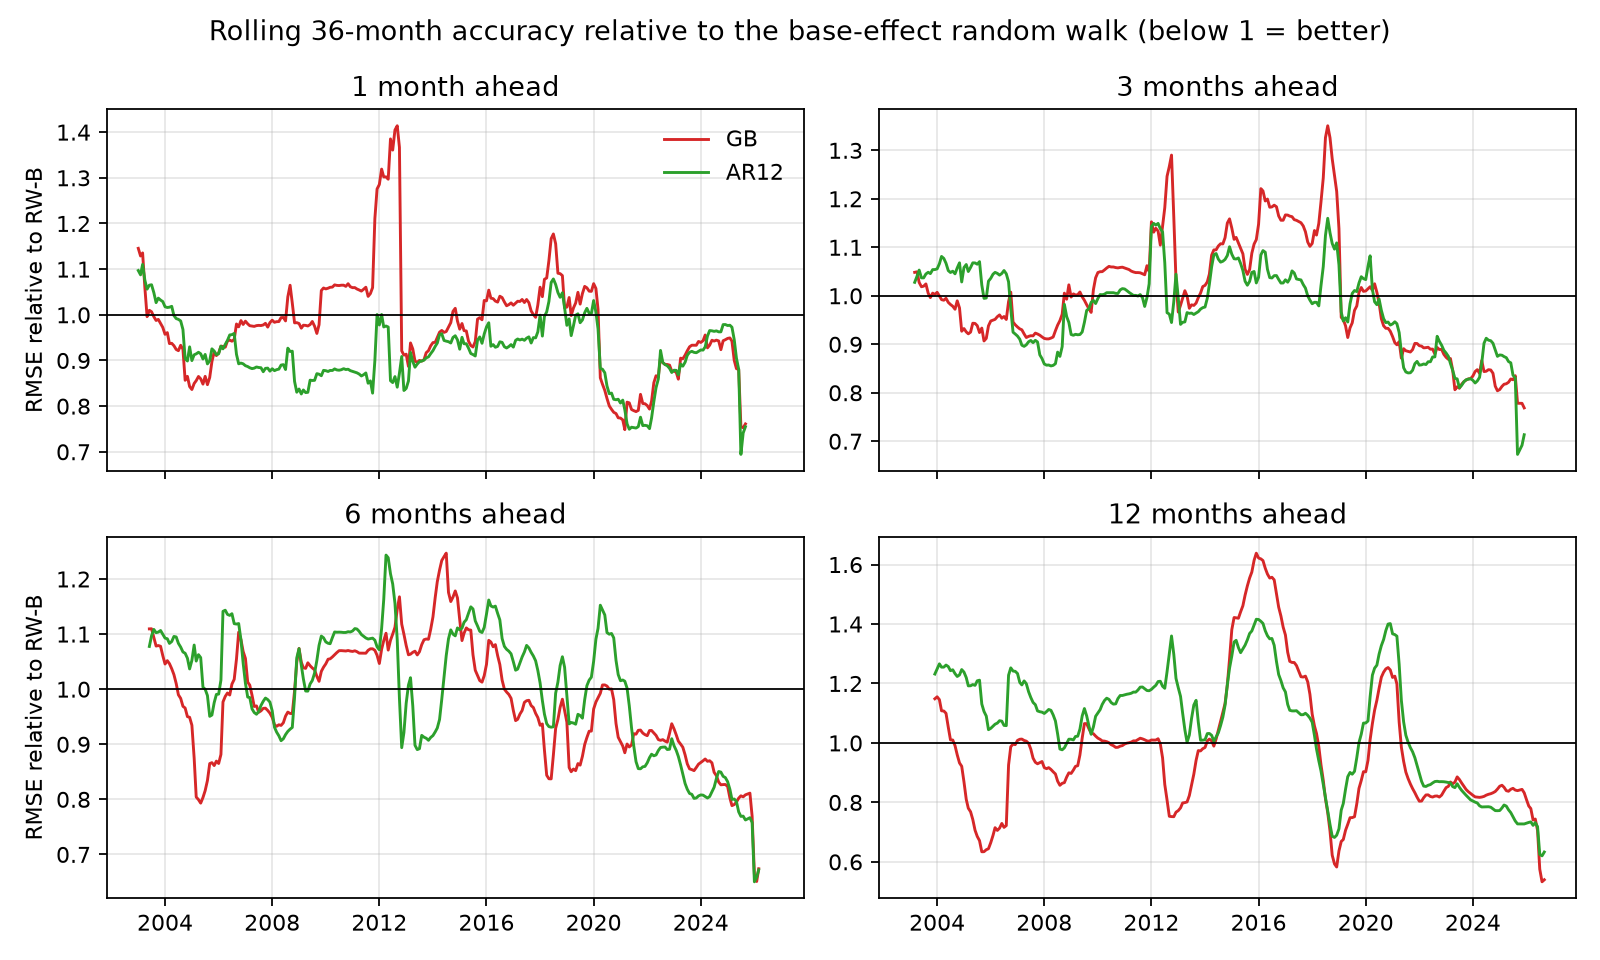 Rolling 36-month accuracy relative to the base-effect random walk (below 1 = better)
1 month ahead
3 months ahead
RMSE relative to RW-B
1.4
1.3
1.2
1.1
1.0
0.9
0.8
0.7
GB
AR12
1.3
1.2
1.1
1.0
0.9
0.8
0.7
6 months ahead
12 months ahead
RMSE relative to RW-B
1.2
1.1
1.0
0.9
0.8
0.7
2004 2008 2012 2016 2020 2024
1.6
1.4
1.2
1.0
0.8
0.6
2004 2008 2012 2016 2020 2024